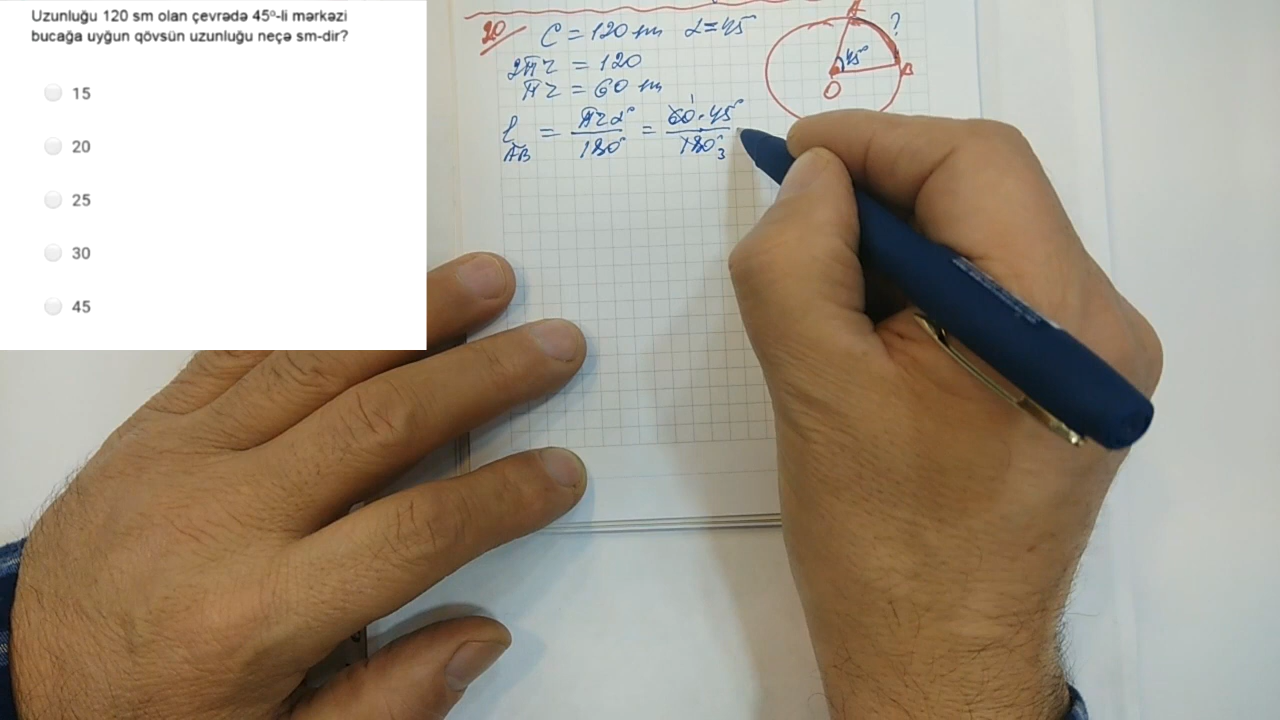 Uzunluğu 120 sm olan çevrədə 45º-li mərkəzi
bucağa uyğun qövsün uzunluğu neçə sm-dir?
15
20
25
30
45
20
C = 120 sm α = 45°
2πr = 120
πr = 60 sm
l AB = πrα° / 180° = 60 · 45° / 180°
1
3
A
?
45°
B
O